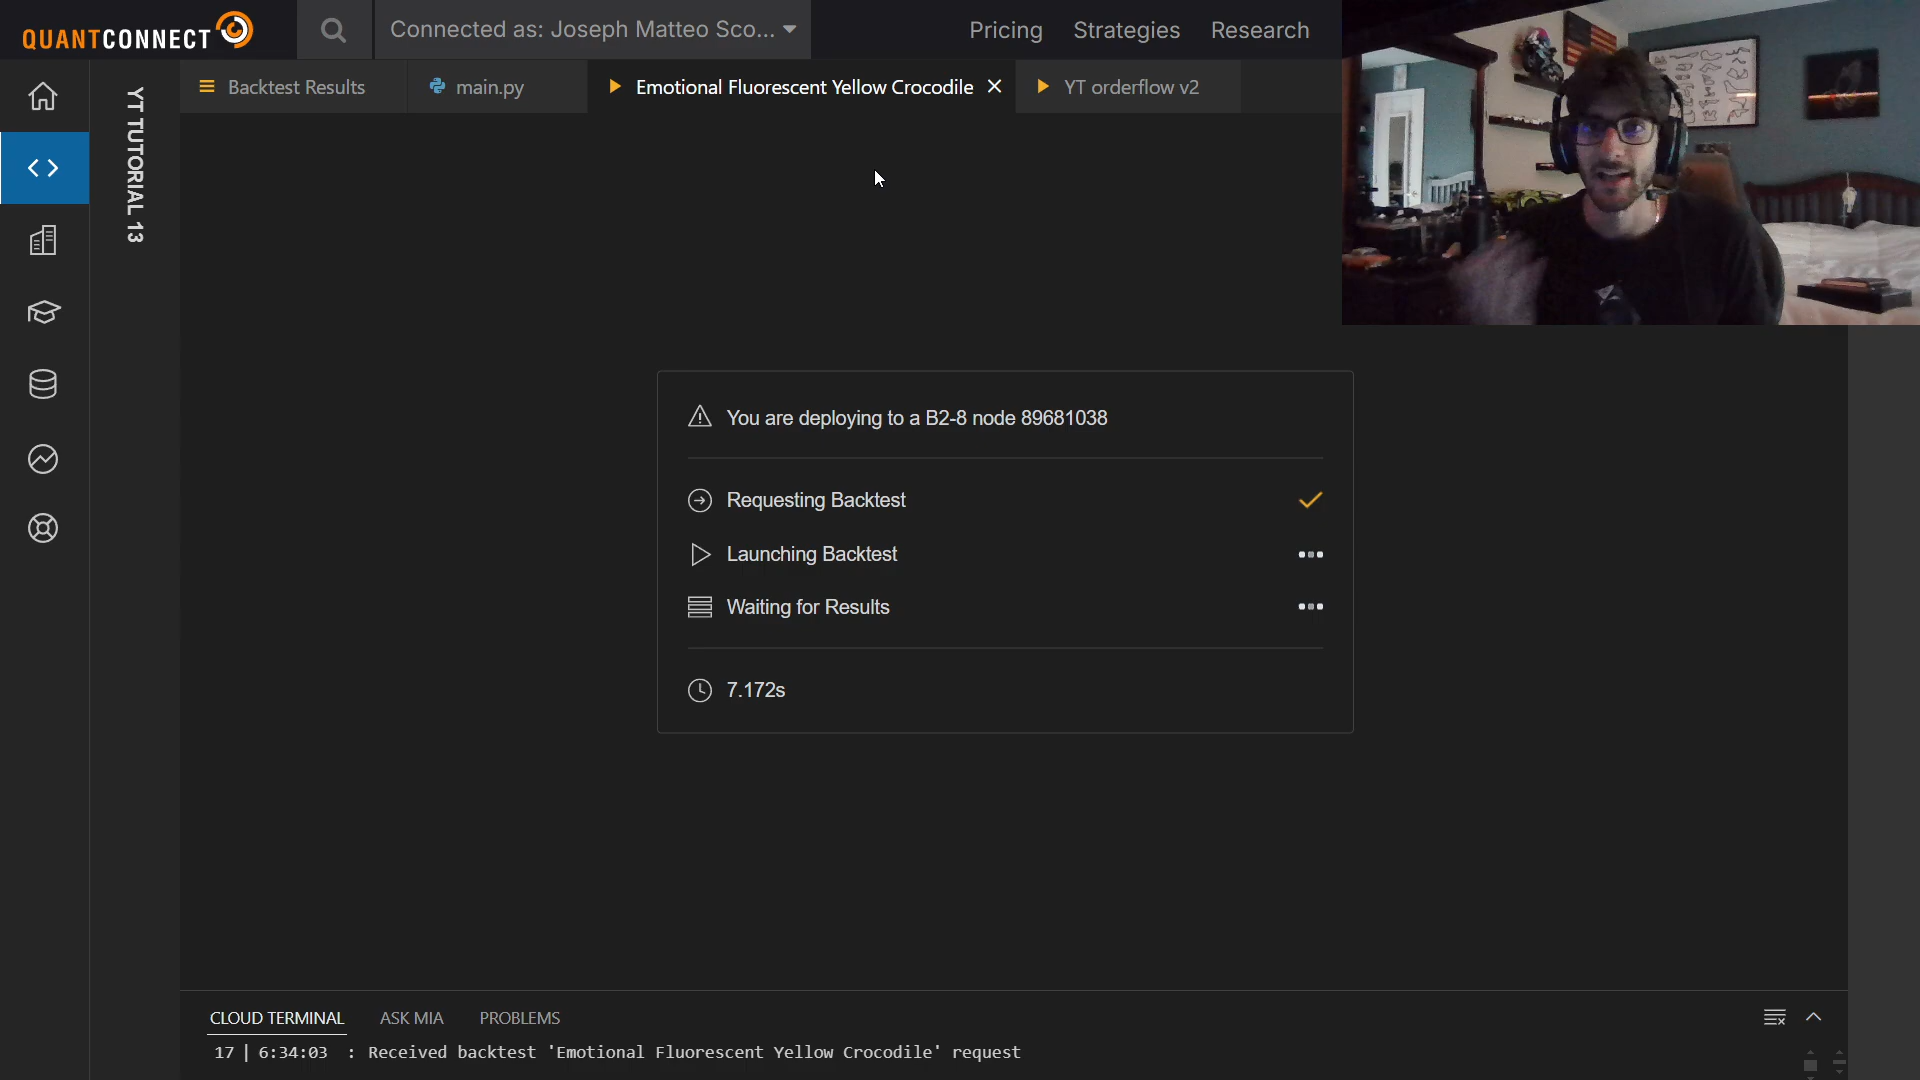 QUANTCONNECT
Connected as: Joseph Matteo Sco...
Pricing
Strategies
Research
YT TUTORIAL 13
Backtest Results
main.py
Emotional Fluorescent Yellow Crocodile
YT orderflow v2
You are deploying to a B2-8 node 89681038
Requesting Backtest
Launching Backtest
Waiting for Results
7.172s
CLOUD TERMINAL
ASK MIA
PROBLEMS
17 | 6:34:03 : Received backtest 'Emotional Fluorescent Yellow Crocodile' request